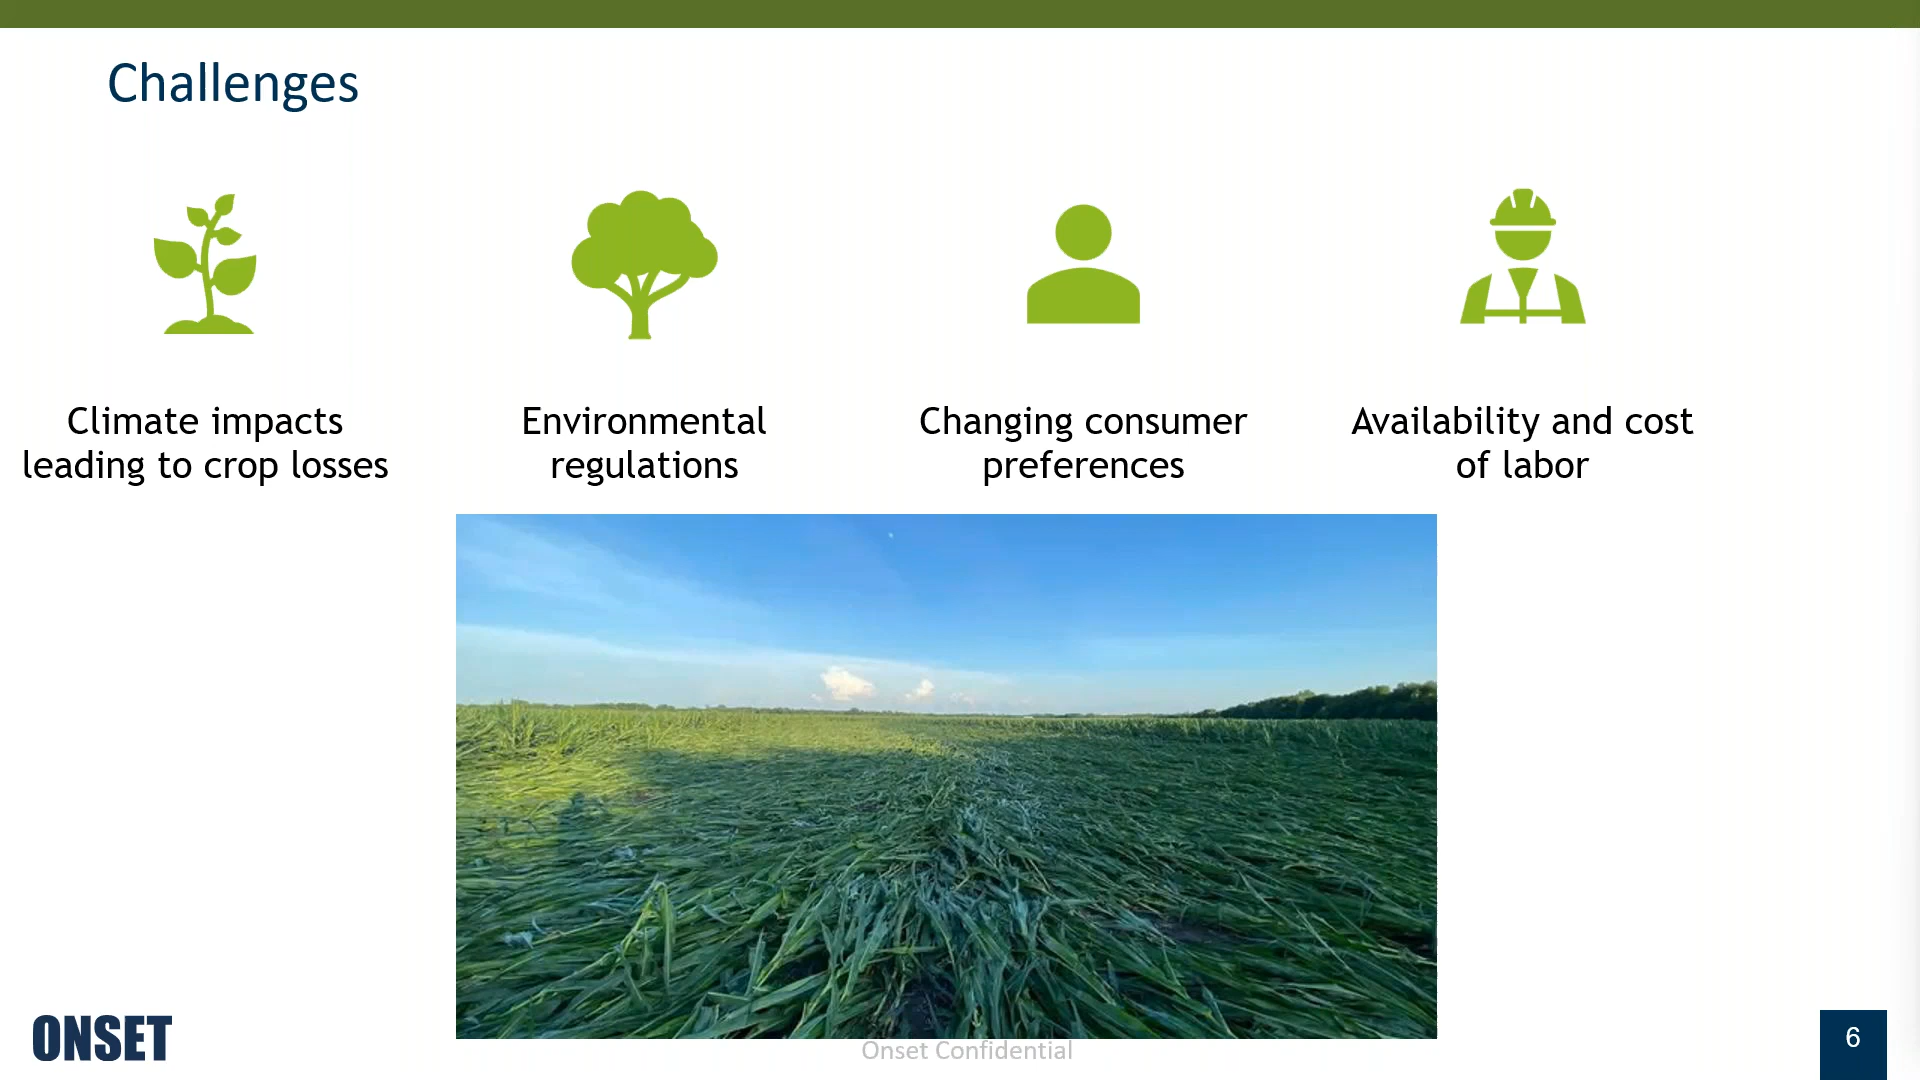 Challenges
Climate impacts
leading to crop losses
Environmental
regulations
Changing consumer
preferences
Availability and cost
of labor
ONSET
Onset Confidential
6